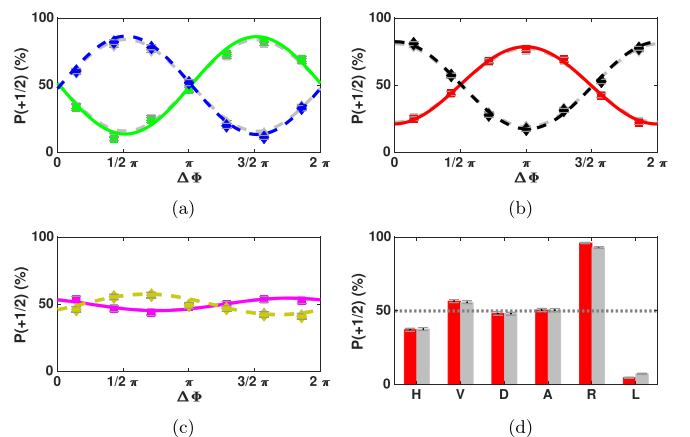 100
50
0
P(+1/2) (%)
0
1/2 π
π
3/2 π
2 π
ΔΦ
(a)
100
50
0
P(+1/2) (%)
0
1/2 π
π
3/2 π
2 π
ΔΦ
(b)
100
50
0
P(+1/2) (%)
0
1/2 π
π
3/2 π
2 π
ΔΦ
(c)
100
50
0
P(+1/2) (%)
H V D A R L
(d)